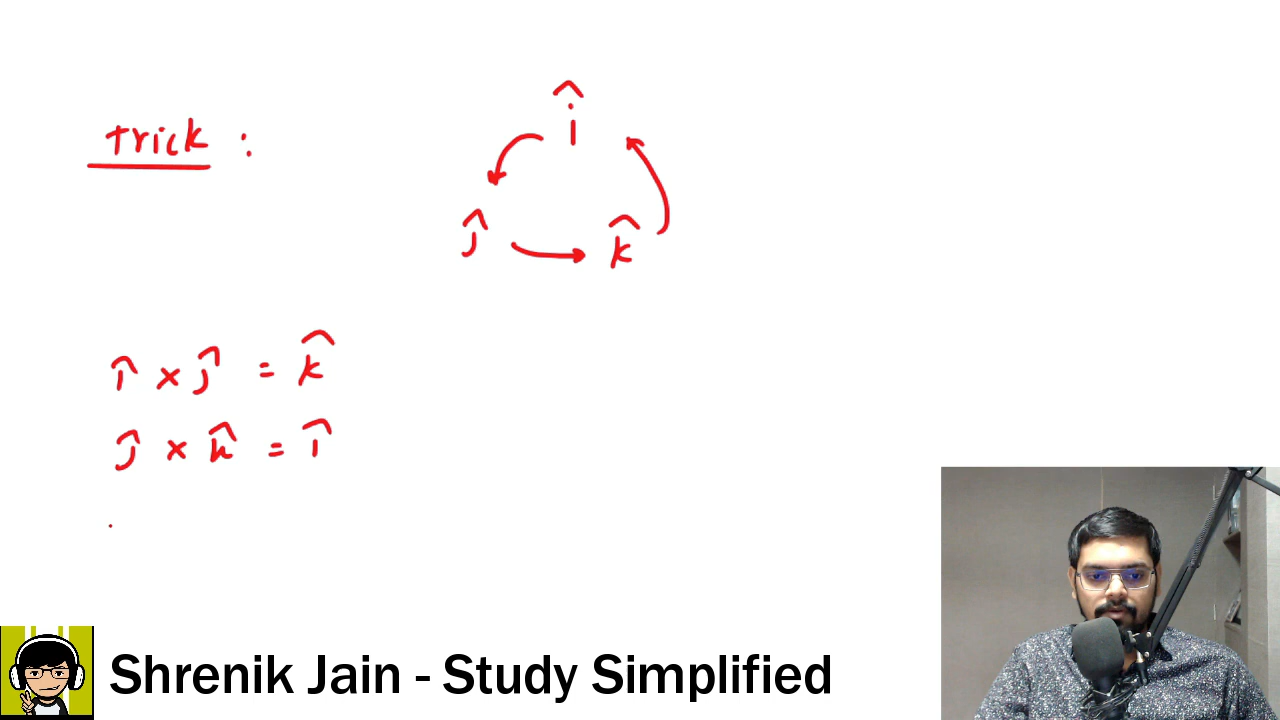 trick :
î
ĵ k̂
î × ĵ = k̂
ĵ × k̂ = î
Shrenik Jain - Study Simplified